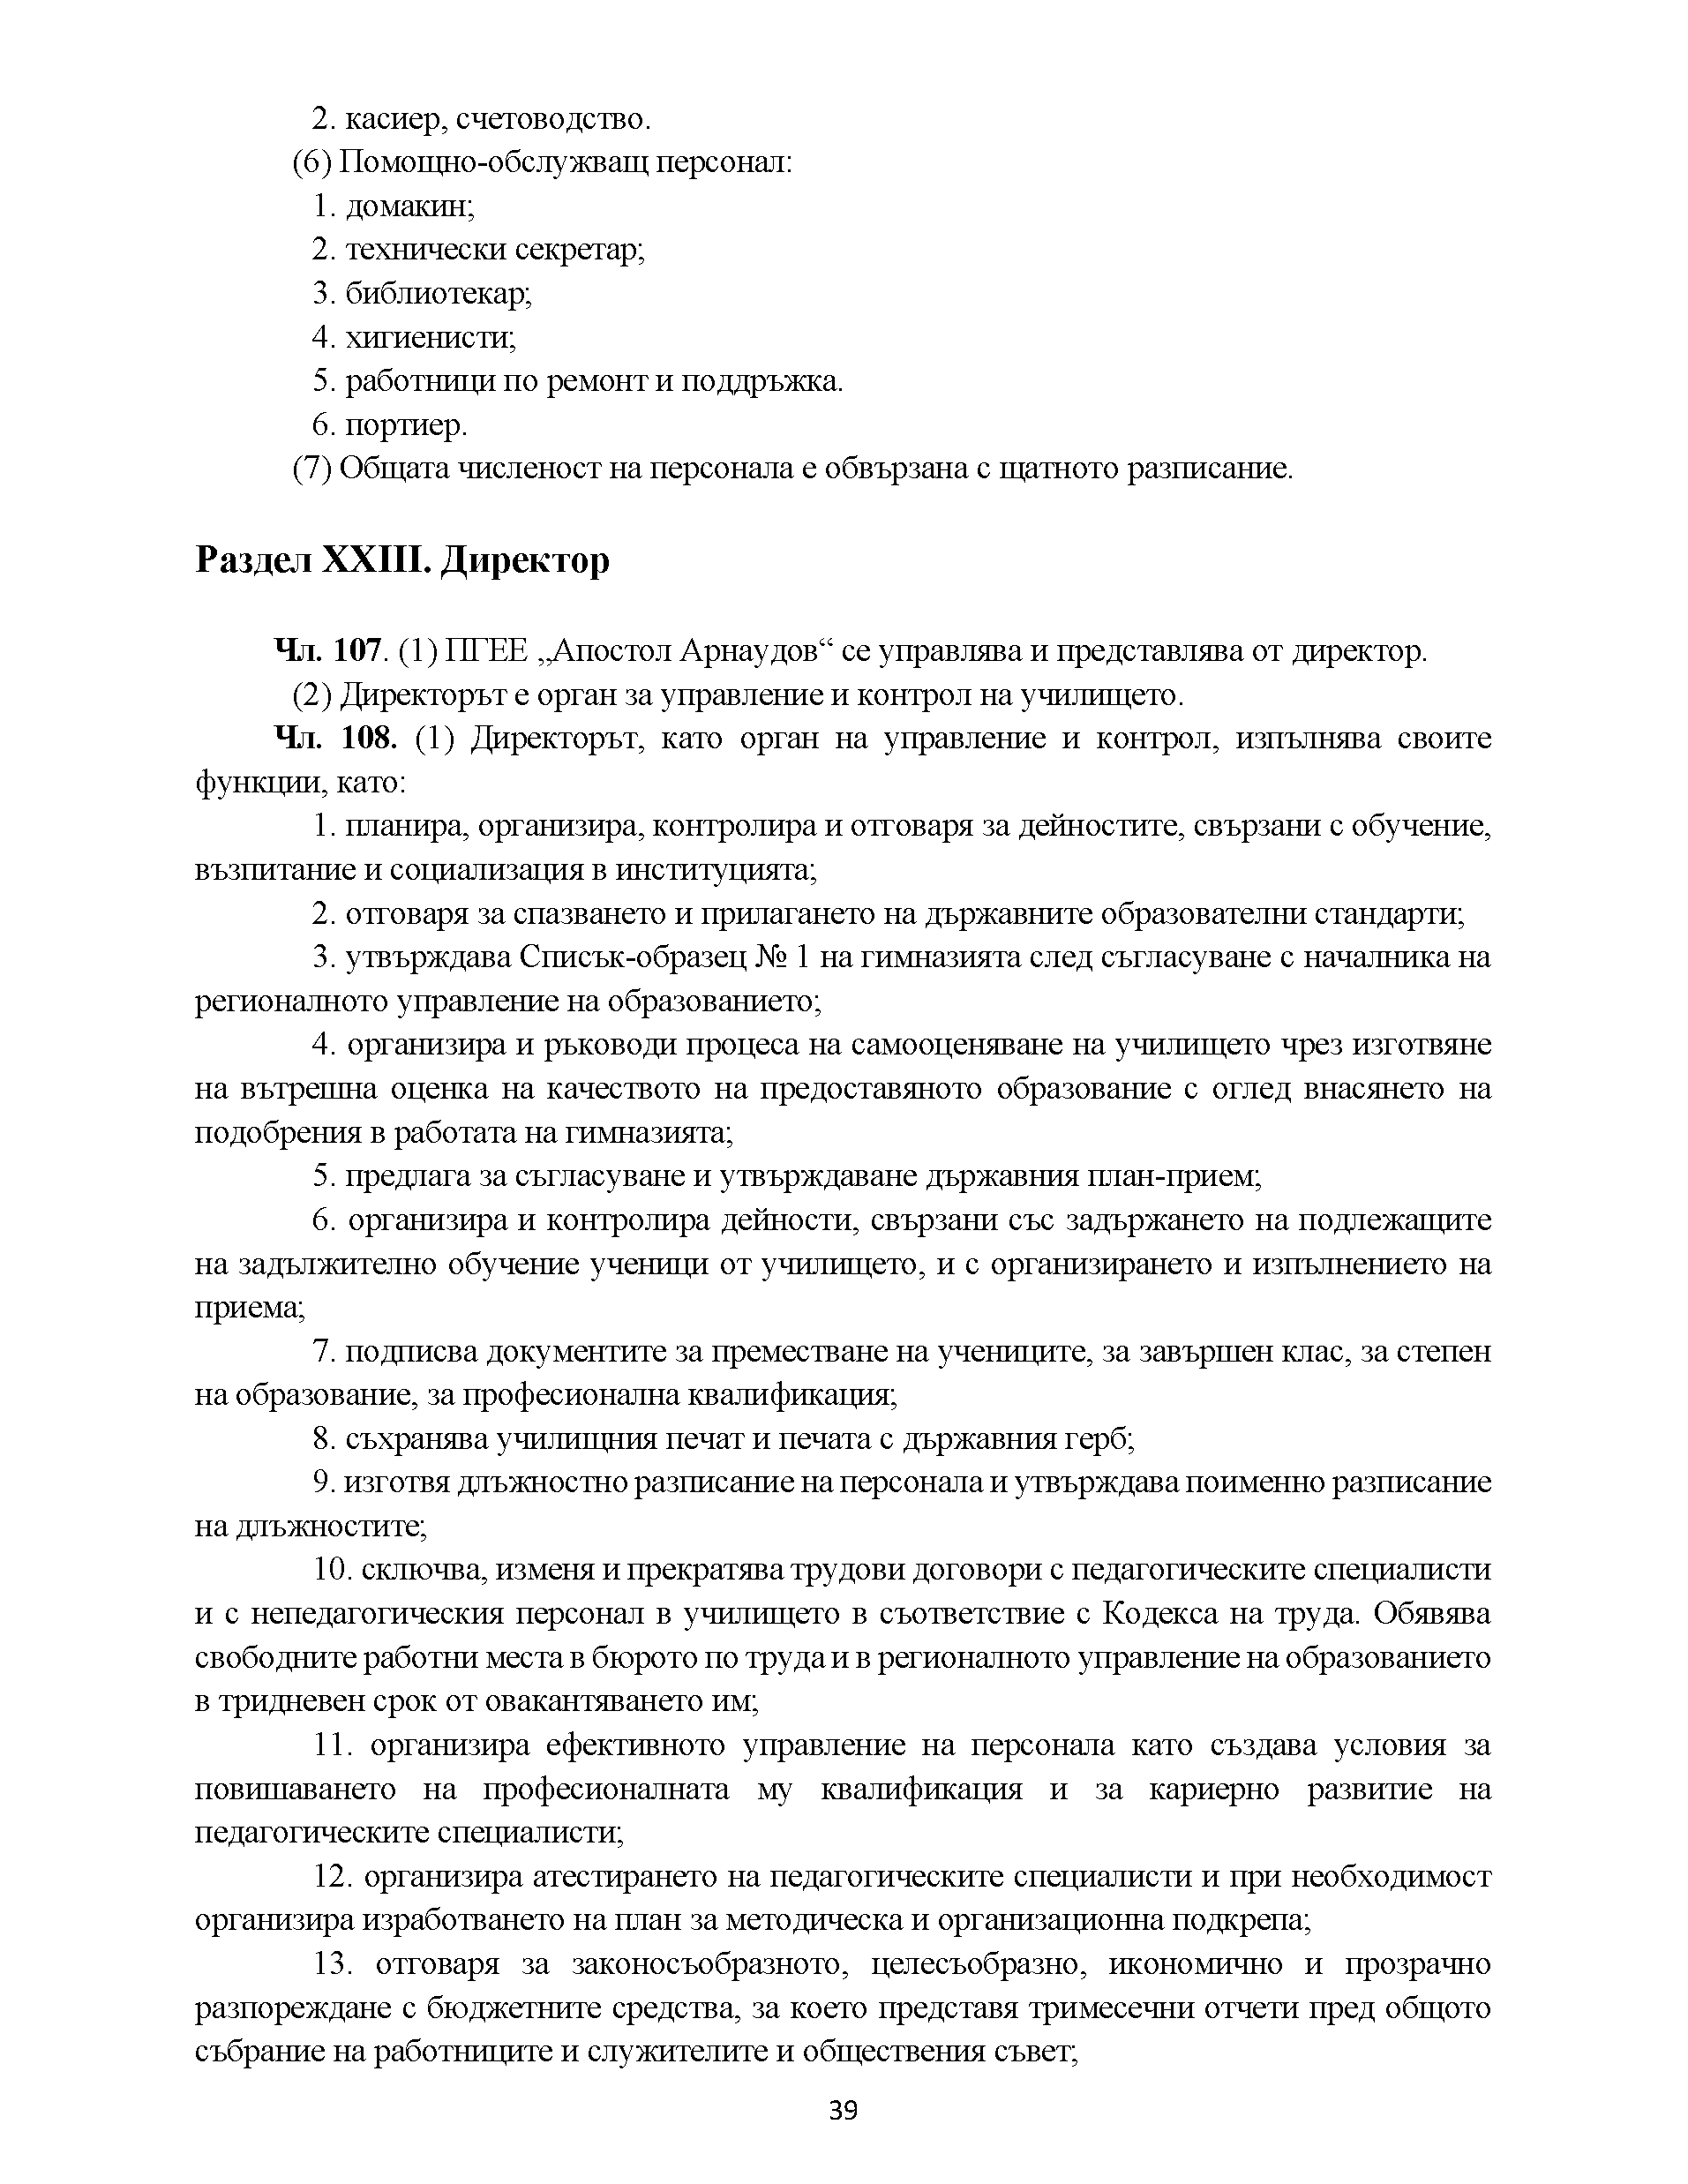 2. касиер, счетоводство.
(6) Помощно-обслужващ персонал:
1. домакин;
2. технически секретар;
3. библиотекар;
4. хигиенисти;
5. работници по ремонт и поддръжка.
6. портиер.
(7) Общата численост на персонала е обвързана с щатното разписание.
Раздел XXIII. Директор
Чл. 107. (1) ПГЕЕ „Апостол Арнаудов“ се управлява и представлява от директор.
(2) Директорът е орган за управление и контрол на училището.
Чл. 108. (1) Директорът, като орган на управление и контрол, изпълнява своите
функции, като:
1. планира, организира, контролира и отговаря за дейностите, свързани с обучение,
възпитание и социализация в институцията;
2. отговаря за спазването и прилагането на държавните образователни стандарти;
3. утвърждава Списък-образец № 1 на гимназията след съгласуване с началника на
регионалното управление на образованието;
4. организира и ръководи процеса на самооценяване на училището чрез изготвяне
на вътрешна оценка на качеството на предоставяното образование с оглед внасянето на
подобрения в работата на гимназията;
5. предлага за съгласуване и утвърждаване държавния план-прием;
6. организира и контролира дейности, свързани със задържането на подлежащите
на задължително обучение ученици от училището, и с организирането и изпълнението на
приема;
7. подписва документите за преместване на учениците, за завършен клас, за степен
на образование, за професионална квалификация;
8. съхранява училищния печат и печата с държавния герб;
9. изготвя длъжностно разписание на персонала и утвърждава поименно разписание
на длъжностите;
10. сключва, изменя и прекратява трудови договори с педагогическите специалисти
и с непедагогическия персонал в училището в съответствие с Кодекса на труда. Обявява
свободните работни места в бюрото по труда и в регионалното управление на образованието
в тридневен срок от овакантяването им;
11. организира ефективното управление на персонала като създава условия за
повишаването на професионалната му квалификация и за кариерно развитие на
педагогическите специалисти;
12. организира атестирането на педагогическите специалисти и при необходимост
организира изработването на план за методическа и организационна подкрепа;
13. отговаря за законосъобразното, целесъобразно, икономично и прозрачно
разпореждане с бюджетните средства, за което представя тримесечни отчети пред общото
събрание на работниците и служителите и обществения съвет;
39